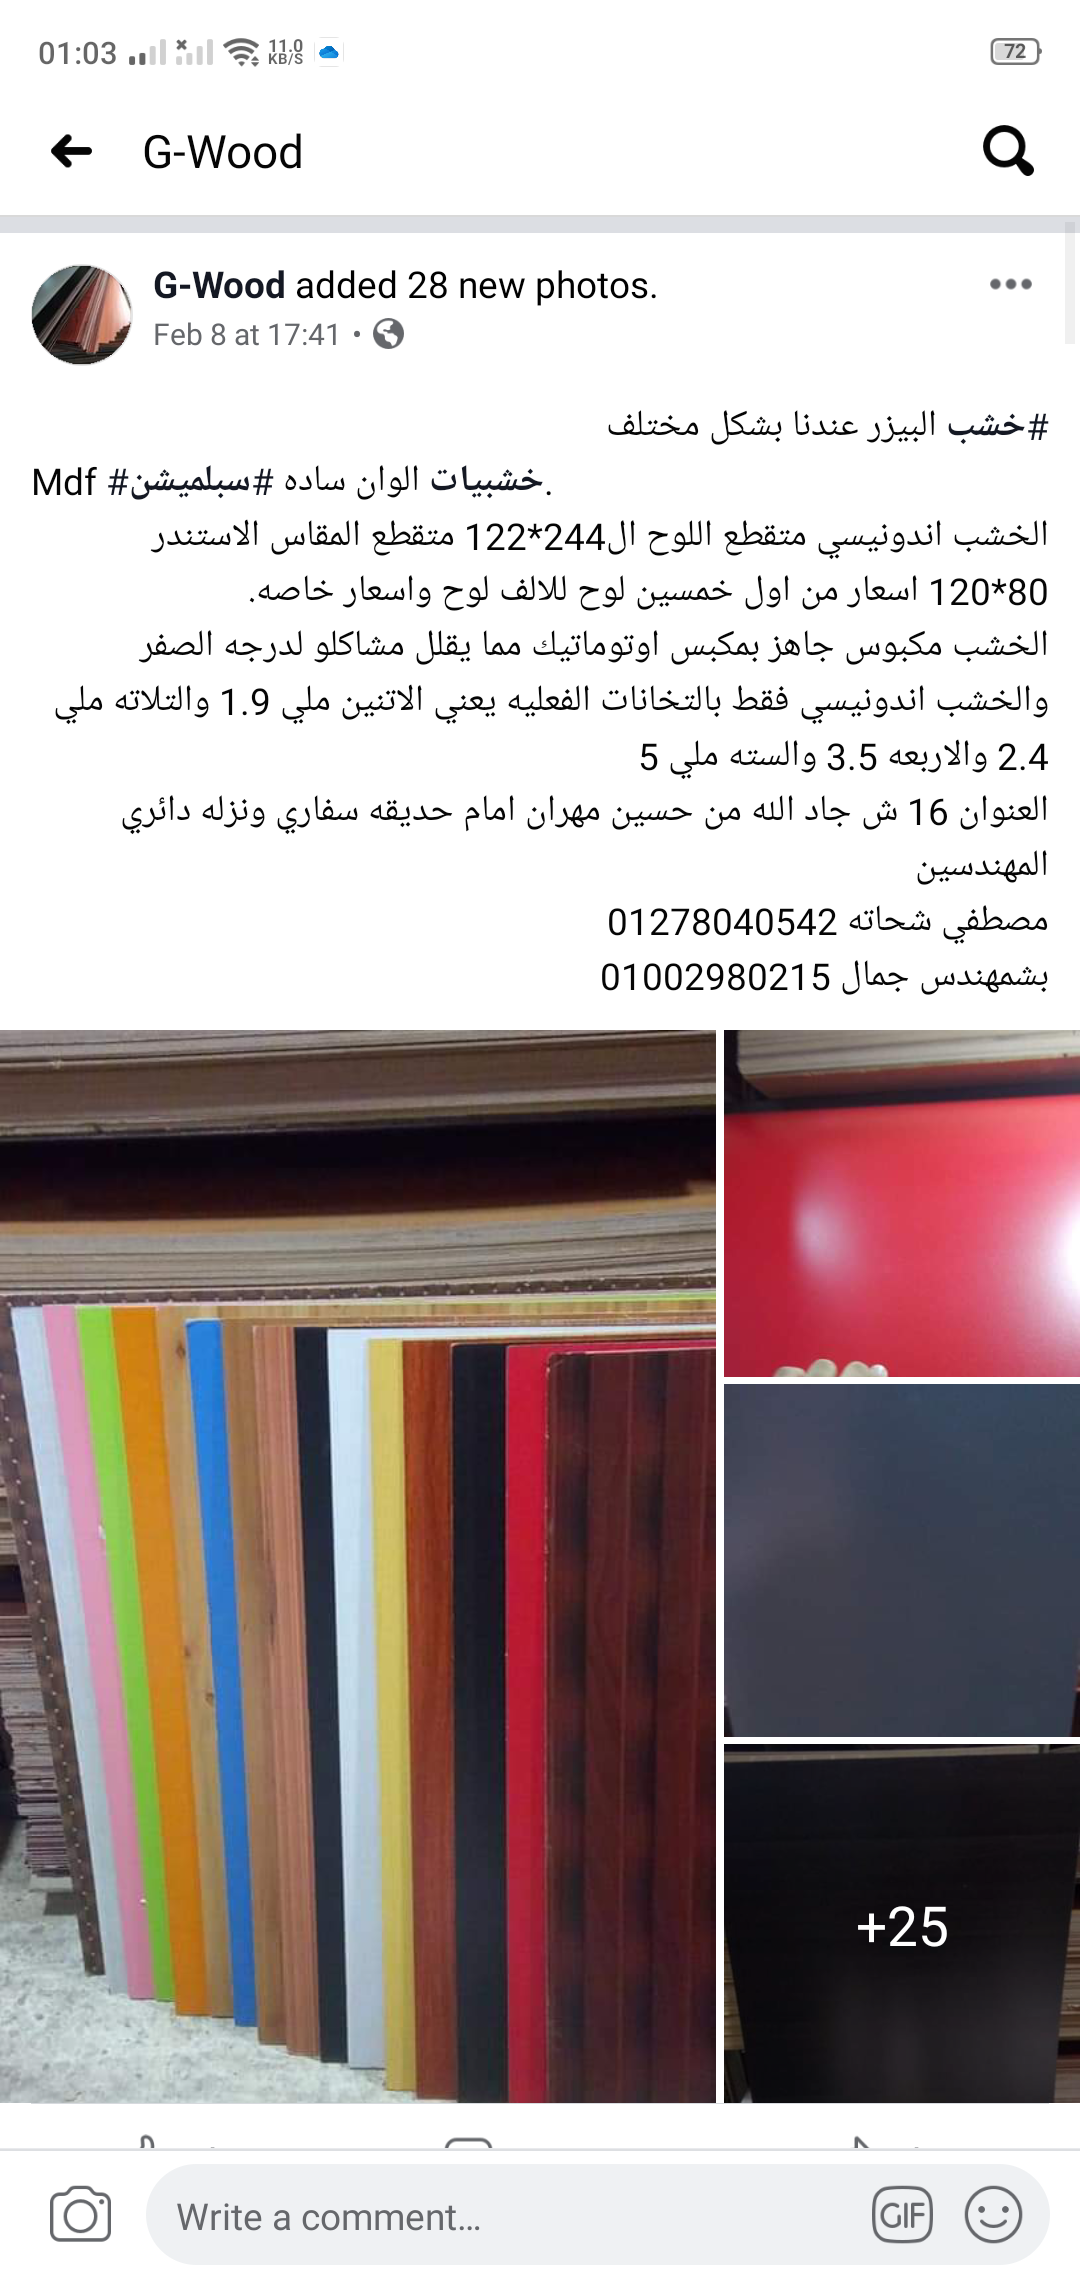 01:03 11.0 KB/S 72
G-Wood
G-Wood added 28 new photos.
Feb 8 at 17:41 •
#خشب البيزر عندنا بشكل مختلف
Mdf #سبلميشن# خشبيات الوان ساده.
الخشب اندونيسي متقطع اللوح ال244*122 متقطع المقاس الاستندر
80*120 اسعار من اول خمسين لوح للالف لوح واسعار خاصه.
الخشب مكبوس جاهز بمكبس اوتوماتيك مما يقلل مشاكلو لدرجه الصفر
والخشب اندونيسي فقط بالتخانات الفعليه يعني الاتنين ملي 1.9 والتلاته ملي
2.4 والاربعه 3.5 والسته ملي 5
العنوان 16 ش جاد الله من حسين مهران امام حديقه سفاري ونزله دائري
المهندسين
مصطفي شحاته 01278040542
بشمهندس جمال 01002980215
+25
Write a comment...
GIF